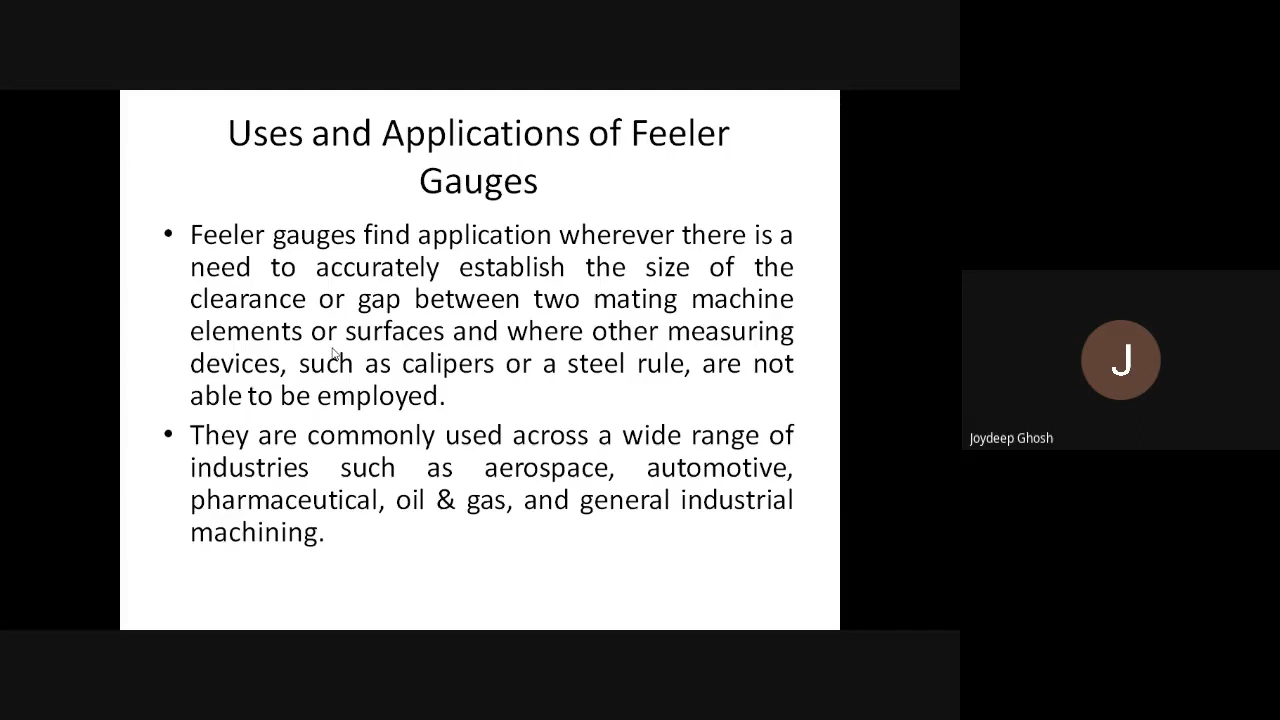 Uses and Applications of Feeler
Gauges
• Feeler gauges find application wherever there is a
need to accurately establish the size of the
clearance or gap between two mating machine
elements or surfaces and where other measuring
devices, such as calipers or a steel rule, are not
able to be employed.
• They are commonly used across a wide range of
industries such as aerospace, automotive,
pharmaceutical, oil & gas, and general industrial
machining.
J
Joydeep Ghosh